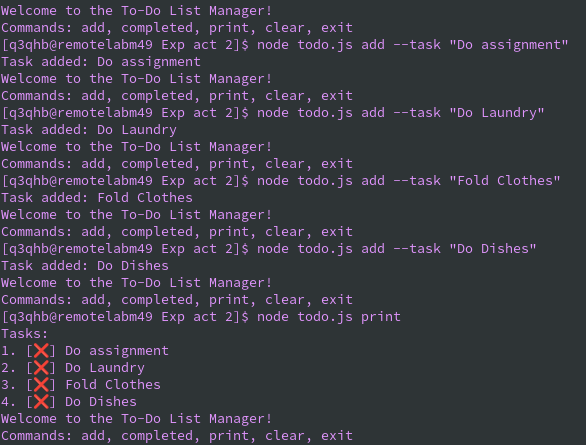 Welcome to the To-Do List Manager!
Commands: add, completed, print, clear, exit
[q3qhb@remotelabm49 Exp act 2]$ node todo.js add --task "Do assignment"
Task added: Do assignment
Welcome to the To-Do List Manager!
Commands: add, completed, print, clear, exit
[q3qhb@remotelabm49 Exp act 2]$ node todo.js add --task "Do Laundry"
Task added: Do Laundry
Welcome to the To-Do List Manager!
Commands: add, completed, print, clear, exit
[q3qhb@remotelabm49 Exp act 2]$ node todo.js add --task "Fold Clothes"
Task added: Fold Clothes
Welcome to the To-Do List Manager!
Commands: add, completed, print, clear, exit
[q3qhb@remotelabm49 Exp act 2]$ node todo.js add --task "Do Dishes"
Task added: Do Dishes
Welcome to the To-Do List Manager!
Commands: add, completed, print, clear, exit
[q3qhb@remotelabm49 Exp act 2]$ node todo.js print
Tasks:
1. [❌] Do assignment
2. [❌] Do Laundry
3. [❌] Fold Clothes
4. [❌] Do Dishes
Welcome to the To-Do List Manager!
Commands: add, completed, print, clear, exit